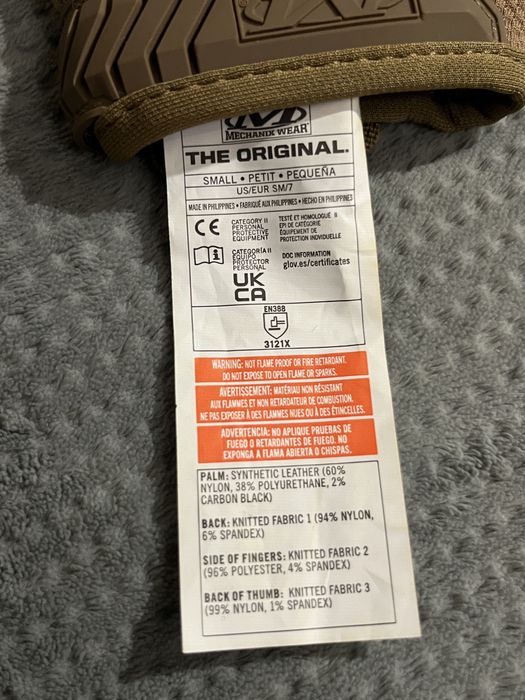 MECHANIX WEAR
THE ORIGINAL.
SMALL • PETIT • PEQUEÑA
US/EUR SM/7
MADE IN PHILIPPINES • FABRIQUÉ AUX PHILIPPINES • HECHO EN PHILIPPINES
CE
CATEGORY II
PERSONAL
PROTECTIVE
EQUIPMENT
TESTÉ ET HOMOLOGUÉ II
EPI DE CATÉGORIE
ÉQUIPEMENT DE
PROTECTION INDIVIDUELLE
i
CATEGORÍA II
EQUIPO
PROTECTOR
PERSONAL
DOC INFORMATION
glov.es/certificates
UK
CA
EN388
3121X
WARNING: NOT FLAME PROOF OR FIRE RETARDANT.
DO NOT EXPOSE TO OPEN FLAME OR SPARKS.
AVERTISSEMENT: MATÉRIAU NON RÉSISTANT
AUX FLAMMES ET NON RETARDATEUR DE COMBUSTION.
NE PAS EXPOSER À DES FLAMMES NUES OU À DES ÉTINCELLES.
ADVERTENCIA: NO APLIQUE PRUEBAS DE
FUEGO O RETARDANTES DE FUEGO. NO
EXPONGA A FLAMA ABIERTA O CHISPAS.
PALM: SYNTHETIC LEATHER (60%
NYLON, 38% POLYURETHANE, 2%
CARBON BLACK)
BACK: KNITTED FABRIC 1 (94% NYLON,
6% SPANDEX)
SIDE OF FINGERS: KNITTED FABRIC 2
(96% POLYESTER, 4% SPANDEX)
BACK OF THUMB: KNITTED FABRIC 3
(99% NYLON, 1% SPANDEX)